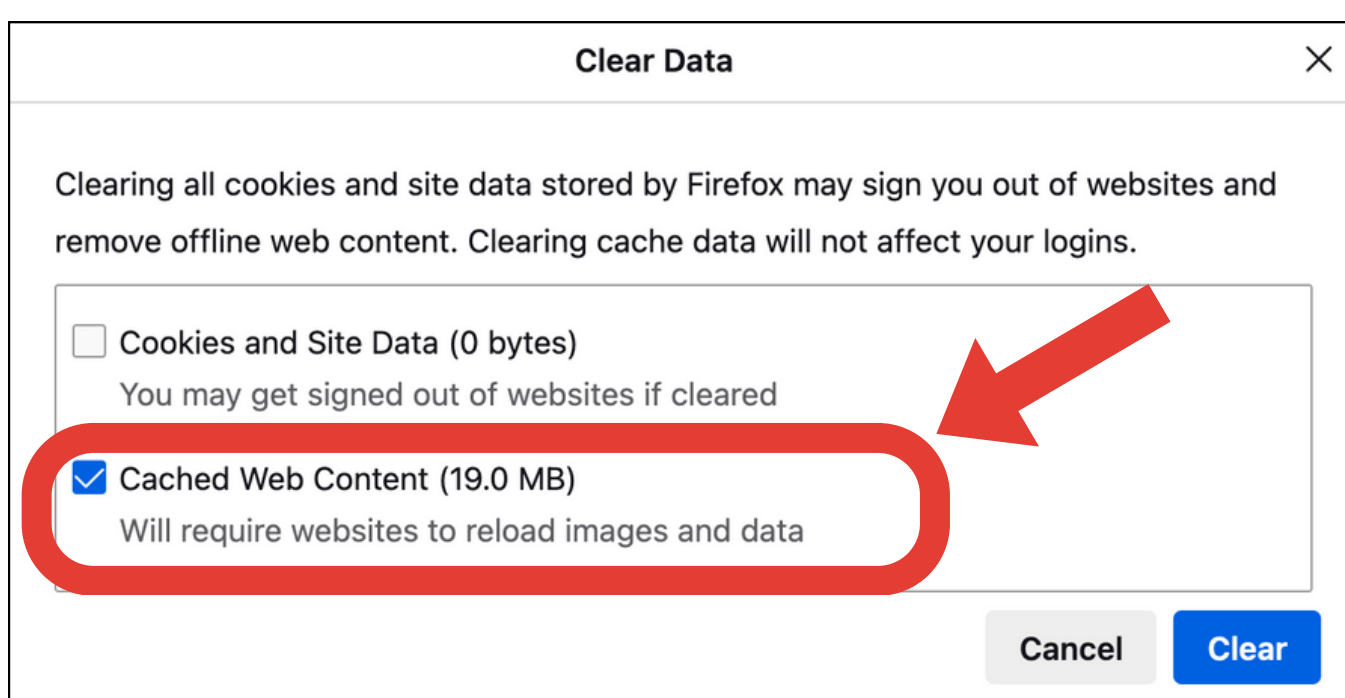 Clear Data
Clearing all cookies and site data stored by Firefox may sign you out of websites and
remove offline web content. Clearing cache data will not affect your logins.
Cookies and Site Data (0 bytes)
You may get signed out of websites if cleared
Cached Web Content (19.0 MB)
Will require websites to reload images and data
Cancel
Clear